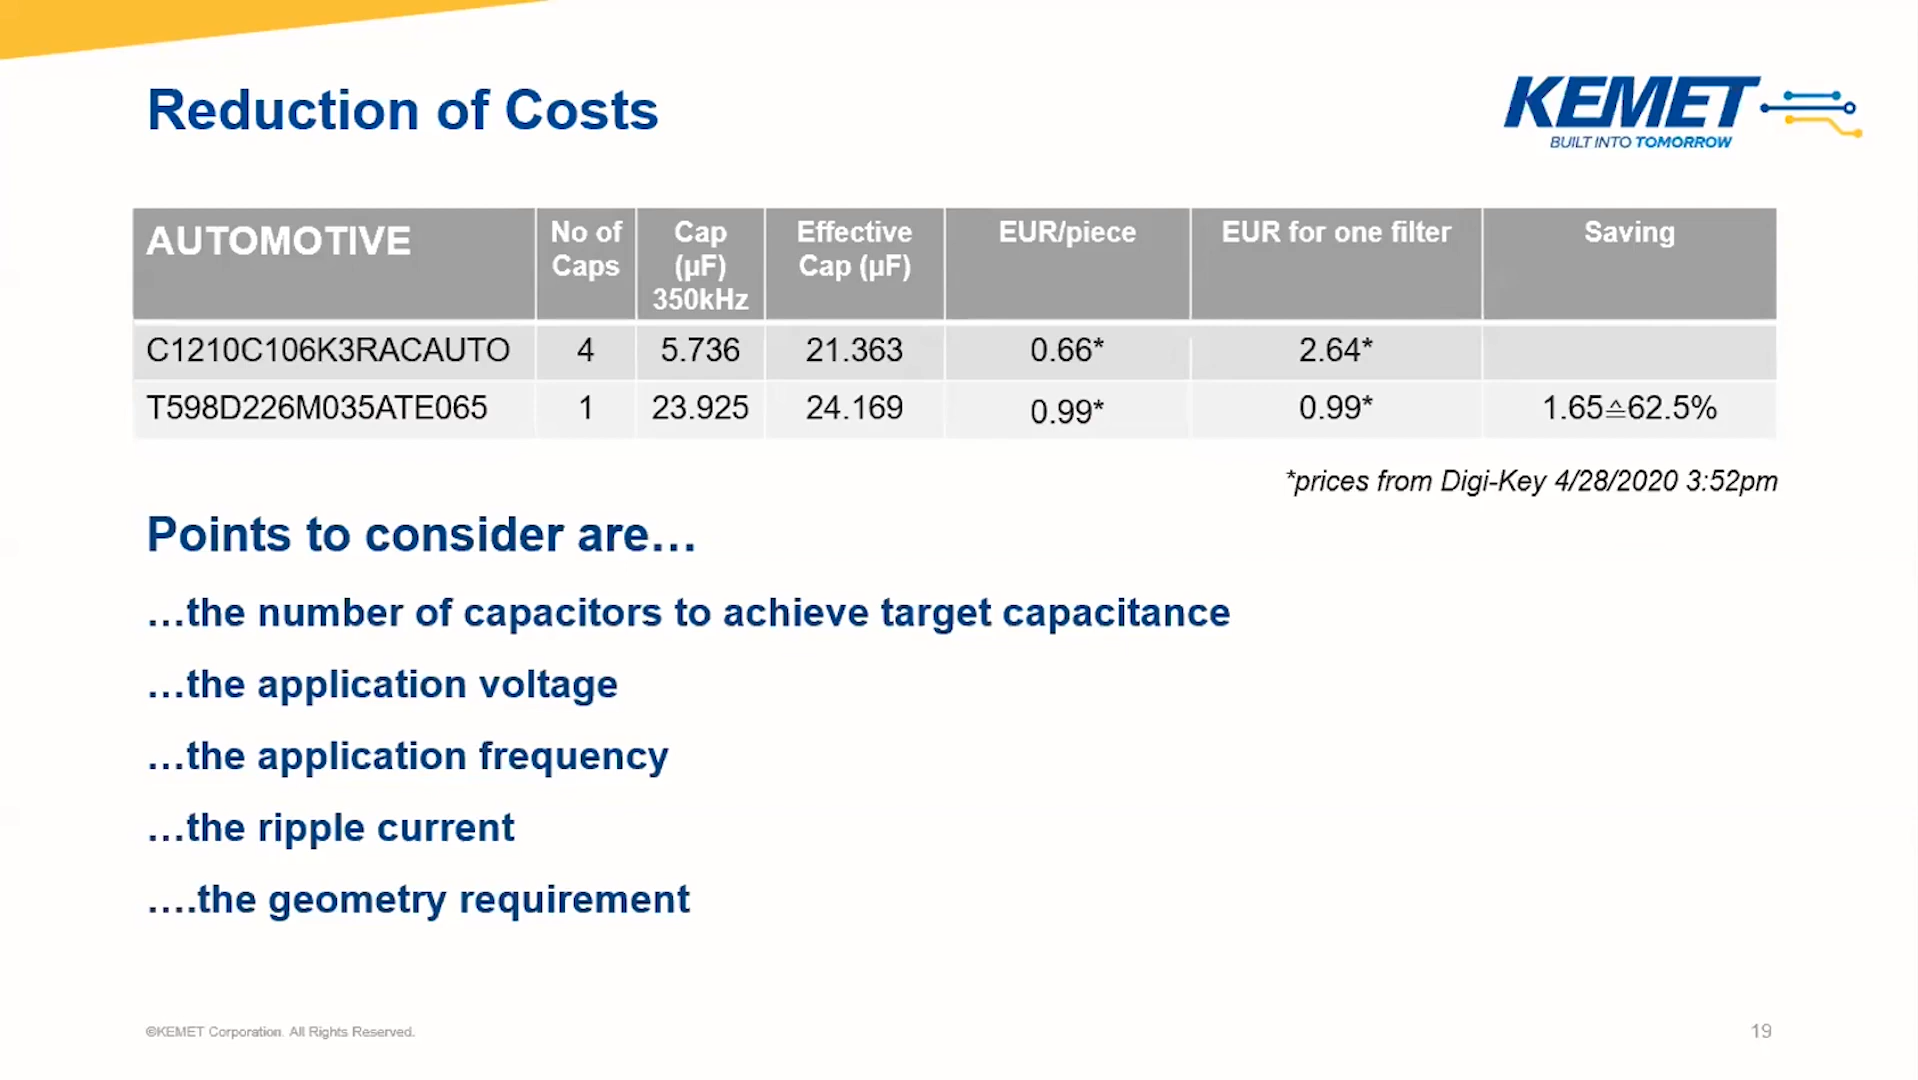 Reduction of Costs
KEMET
BUILT INTO TOMORROW
AUTOMOTIVE
No of
Caps
Cap
(µF)
350kHz
Effective
Cap (µF)
EUR/piece
EUR for one filter
Saving
C1210C106K3RACAUTO 4 5.736 21.363 0.66* 2.64*
T598D226M035ATE065 1 23.925 24.169 0.99* 0.99* 1.65≙62.5%
*prices from Digi-Key 4/28/2020 3:52pm
Points to consider are…
…the number of capacitors to achieve target capacitance
…the application voltage
…the application frequency
…the ripple current
….the geometry requirement
©KEMET Corporation. All Rights Reserved.
19